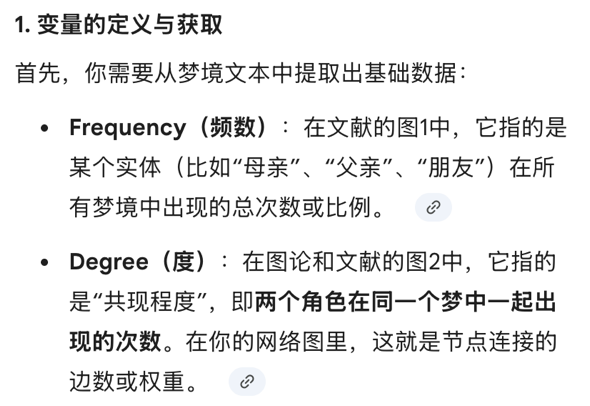 1. 变量的定义与获取
首先，你需要从梦境文本中提取出基础数据：
• Frequency（频数）：在文献的图1中，它指的是
某个实体（比如“母亲”、“父亲”、“朋友”）在所
有梦境中出现的总次数或比例。
• Degree（度）：在图论和文献的图2中，它指的
是“共现程度”，即两个角色在同一个梦中一起出
现的次数。在你的网络图里，这就是节点连接的
边数或权重。